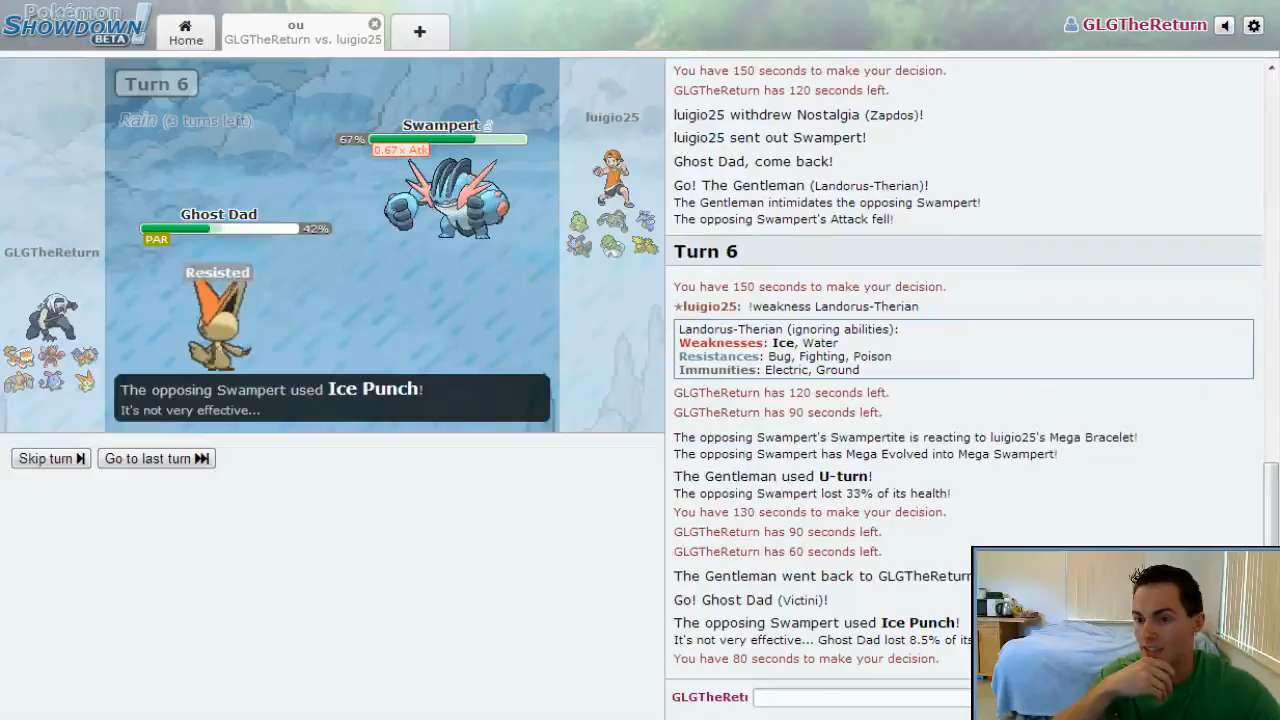 Pokémon
SHOWDOWN!
BETA
Home
ou
GLGTheReturn vs. luigio25
+
GLGTheReturn
Turn 6
Rain (3 turns left)
Swampert
67%
0.67× Atk
Ghost Dad
42%
PAR
Resisted
GLGTheReturn
luigio25
The opposing Swampert used Ice Punch!
It's not very effective...
Skip turn
Go to last turn
You have 150 seconds to make your decision.
GLGTheReturn has 120 seconds left.
luigio25 withdrew Nostalgia (Zapdos)!
luigio25 sent out Swampert!
Ghost Dad, come back!
Go! The Gentleman (Landorus-Therian)!
The Gentleman intimidates the opposing Swampert!
The opposing Swampert's Attack fell!
Turn 6
You have 150 seconds to make your decision.
★luigio25: !weakness Landorus-Therian
Landorus-Therian (ignoring abilities):
Weaknesses: Ice, Water
Resistances: Bug, Fighting, Poison
Immunities: Electric, Ground
GLGTheReturn has 120 seconds left.
GLGTheReturn has 90 seconds left.
The opposing Swampert's Swampertite is reacting to luigio25's Mega Bracelet!
The opposing Swampert has Mega Evolved into Mega Swampert!
The Gentleman used U-turn!
The opposing Swampert lost 33% of its health!
You have 130 seconds to make your decision.
GLGTheReturn has 90 seconds left.
GLGTheReturn has 60 seconds left.
The Gentleman went back to GLGTheReturn
Go! Ghost Dad (Victini)!
The opposing Swampert used Ice Punch!
It's not very effective... Ghost Dad lost 8.5% of its
You have 80 seconds to make your decision.
GLGTheRetu